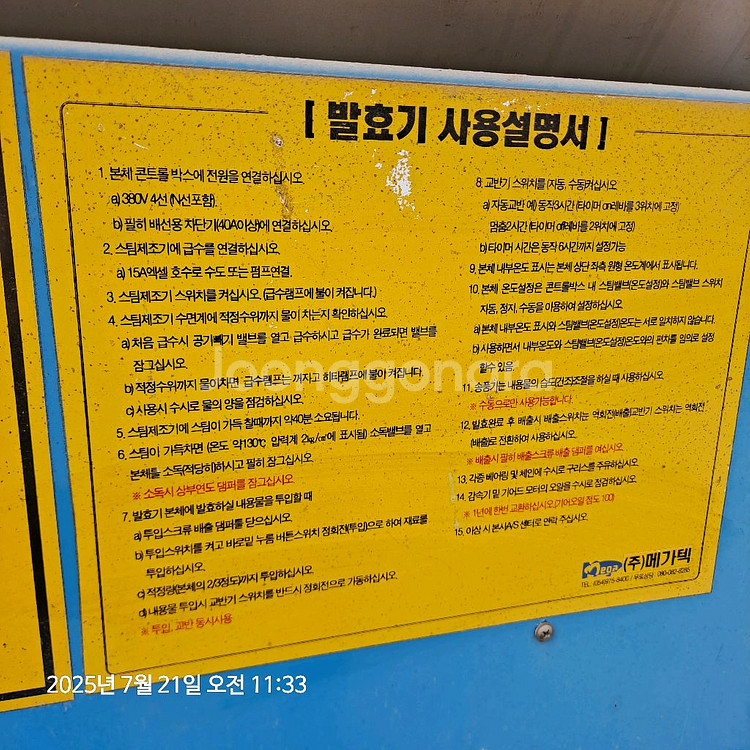 [ 발효기 사용설명서 ]
1. 본체 콘트롤 박스에 전원을 연결하십시오.
a) 380V 4선 (N선포함).
b) 필히 배선용 차단기(40A이상)에 연결하십시오.
2. 스팀제조기에 급수를 연결하십시오.
a) 15A엑셀 호수로 수도 또는 펌프연결.
3. 스팀제조기 스위치를 켜십시오. (급수램프에 불이 켜집니다.)
4. 스팀제조기 수면계에 적정수위까지 물이 차는지 확인하십시오.
a) 처음 급수시 공기빼기 밸브를 열고 급수하시고 급수가 완료되면 밸브를
잠그십시오.
b) 적정수위까지 물이차면 급수램프는 꺼지고 히타램프에 불이 켜집니다.
c) 사용시 수시로 물의 양을 점검하십시오.
5. 스팀제조기에 스팀이 가득 찰때까지 약40분 소요됩니다.
6. 스팀이 가득차면 (온도 약130℃ 압력계 2㎏/㎠에 표시됨) 소독밸브를 열고
본체를 소독(적당히)하시고 필히 잠그십시오.
※ 소독시 상부연도 댐퍼를 잠그십시오.
7. 발효기 본체에 발효하실 내용물을 투입할 때
a) 투입스크류 배출 댐퍼를 닫으십시오.
b) 투입스위치를 켜고 바로밑 누름 버튼스위치 정회전(투입)으로 하여 재료를
투입하십시오.
c) 적정량(본체의 2/3정도)까지 투입하십시오.
d) 내용물 투입시 교반기 스위치를 반드시 정회전으로 가동하십시오.
※ 투입, 교반 동시사용
8. 교반기 스위치를 (자동, 수동)켜십시오.
a) 자동교반 예) 동작3시간 (타이머 on레바를 3위치에 고정)
멈춤2시간 (타이머 off레바를 2위치에 고정)
b) 타이머 시간은 동작 6시간까지 설정가능
9. 본체 내부온도 표시는 본체 상단 좌측 원형 온도계에서 표시됩니다.
10. 본체 온도설정은 콘트롤박스 내 스팀밸브(온도설정)와 스팀밸브 스위치
자동, 정지, 수동을 이용하여 설정하십시오.
a) 본체 내부온도 표시와 스팀밸브(온도설정)온도는 서로 일치하지 않습니다.
b) 사용하면서 내부온도와 스팀밸브(온도설정)온도와의 편차를 임의로 설정
할수 있음.
11. 송풍기는 내용물의 습도(건조)조절을 하실 때 사용하십시오.
※ 수동으로만 사용가능합니다.
12. 발효완료 후 배출시 배출스위치는 역회전(배출)교반기 스위치는 역회전
(배출)로 전환하여 사용하십시오.
※ 배출시 필히 배출스크류 배출 댐퍼를 여십시오.
13. 각종 베어링 및 체인에 수시로 구리스를 주유하십시오.
14. 감속기 밑 기어드 모터의 오일을 수시로 점검하십시오.
※ 1년에 한번 교환하십시오.(기어오일 점도 100)
15. 이상 시 본사 A/S 센터로 연락 주십시오.
Mega (주)메가텍
TEL: (054)975-8400 / 무료상담 : 080-082-8285
joonggonara
2025년 7월 21일 오전 11:33